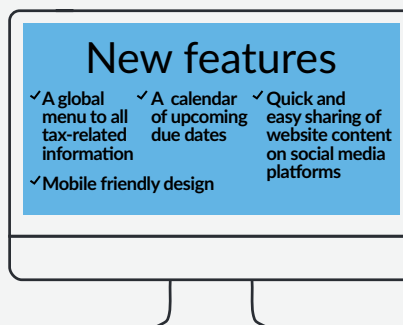 New features
✓A global
menu to all
tax-related
information
✓A calendar
of upcoming
due dates
✓Quick and
easy sharing of
website content
on social media
platforms
✓Mobile friendly design